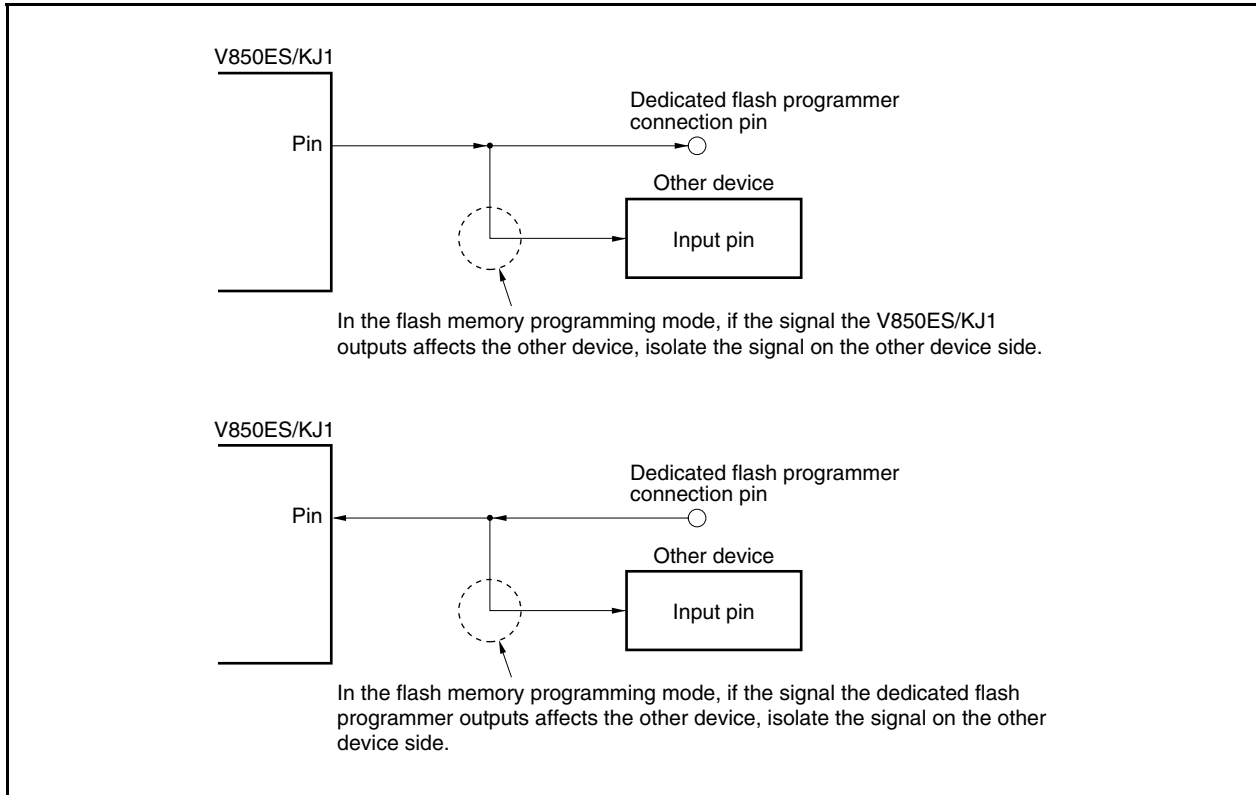 V850ES/KJ1
Dedicated flash programmer
connection pin
Pin
Other device
Input pin
In the flash memory programming mode, if the signal the V850ES/KJ1
outputs affects the other device, isolate the signal on the other device side.
V850ES/KJ1
Dedicated flash programmer
connection pin
Pin
Other device
Input pin
In the flash memory programming mode, if the signal the dedicated flash
programmer outputs affects the other device, isolate the signal on the other
device side.